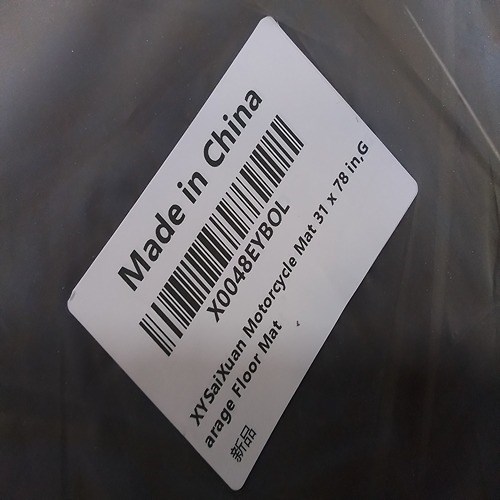 Made in China
X0048EYBOL
XYSaiXuan Motorcycle Mat 31 x 78 in,G
arage Floor Mat
新品